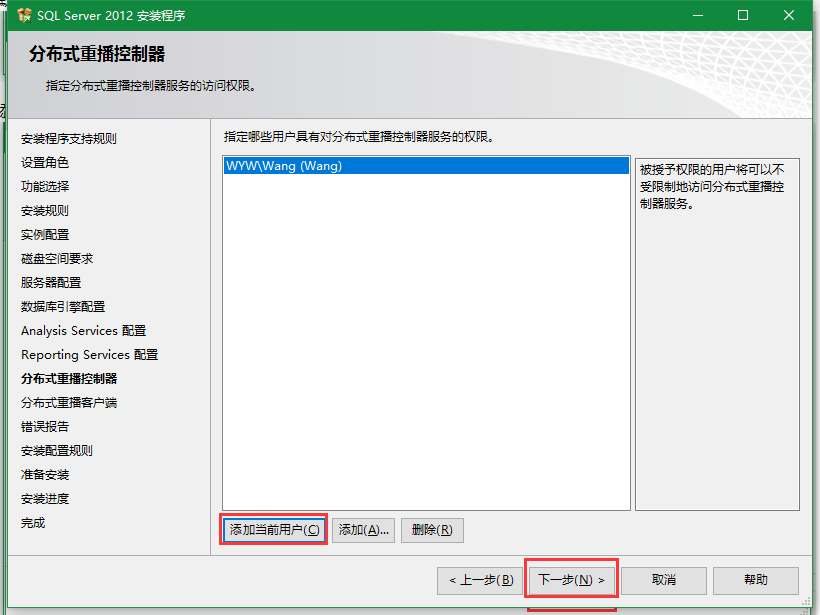 SQL Server 2012 安装程序
分布式重播控制器
指定分布式重播控制器服务的访问权限。
安装程序支持规则
设置角色
功能选择
安装规则
实例配置
磁盘空间要求
服务器配置
数据库引擎配置
Analysis Services 配置
Reporting Services 配置
分布式重播控制器
分布式重播客户端
错误报告
安装配置规则
准备安装
安装进度
完成
指定哪些用户具有对分布式重播控制器服务的权限。
WYW\Wang (Wang)
被授予权限的用户将可以不
受限制地访问分布式重播控
制器服务。
添加当前用户(C) 添加(A)... 删除(R)
< 上一步(B) 下一步(N) > 取消 帮助